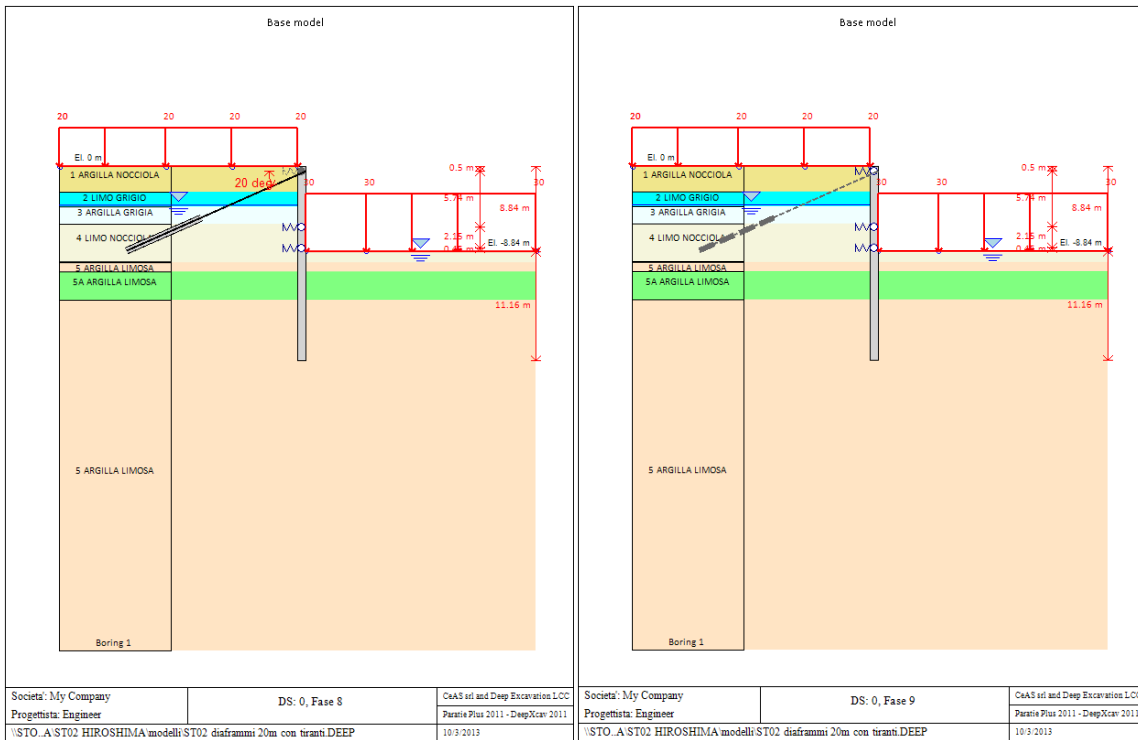 Base model
20 20 20 20
El. 0 m
1 ARGILLA NOCCIOLA
0.5 m
20 deg
30 30 30
2 LIMO GRIGIO
5.74 m
3 ARGILLA GRIGIA
8.84 m
4 LIMO NOCCIOLA
2.15 m
El. -8.84 m
5 ARGILLA LIMOSA
5A ARGILLA LIMOSA
11.16 m
5 ARGILLA LIMOSA
Boring 1
Societa': My Company
Progettista: Engineer
DS: 0, Fase 8
CeAS srl and Deep Excavation LCC
Paratie Plus 2011 - DeepXcav 2011
\\STO..A\ST02 HIROSHIMA\modelli\ST02 diaframmi 20m con tiranti.DEEP
10/3/2013
Base model
20 20 20 20
El. 0 m
1 ARGILLA NOCCIOLA
0.5 m
30 30 30
2 LIMO GRIGIO
5.74 m
3 ARGILLA GRIGIA
8.84 m
4 LIMO NOCCIOLA
2.15 m
El. -8.84 m
5 ARGILLA LIMOSA
5A ARGILLA LIMOSA
11.16 m
5 ARGILLA LIMOSA
Boring 1
Societa': My Company
Progettista: Engineer
DS: 0, Fase 9
CeAS srl and Deep Excavation LCC
Paratie Plus 2011 - DeepXcav 2011
\\STO..A\ST02 HIROSHIMA\modelli\ST02 diaframmi 20m con tiranti.DEEP
10/3/2013